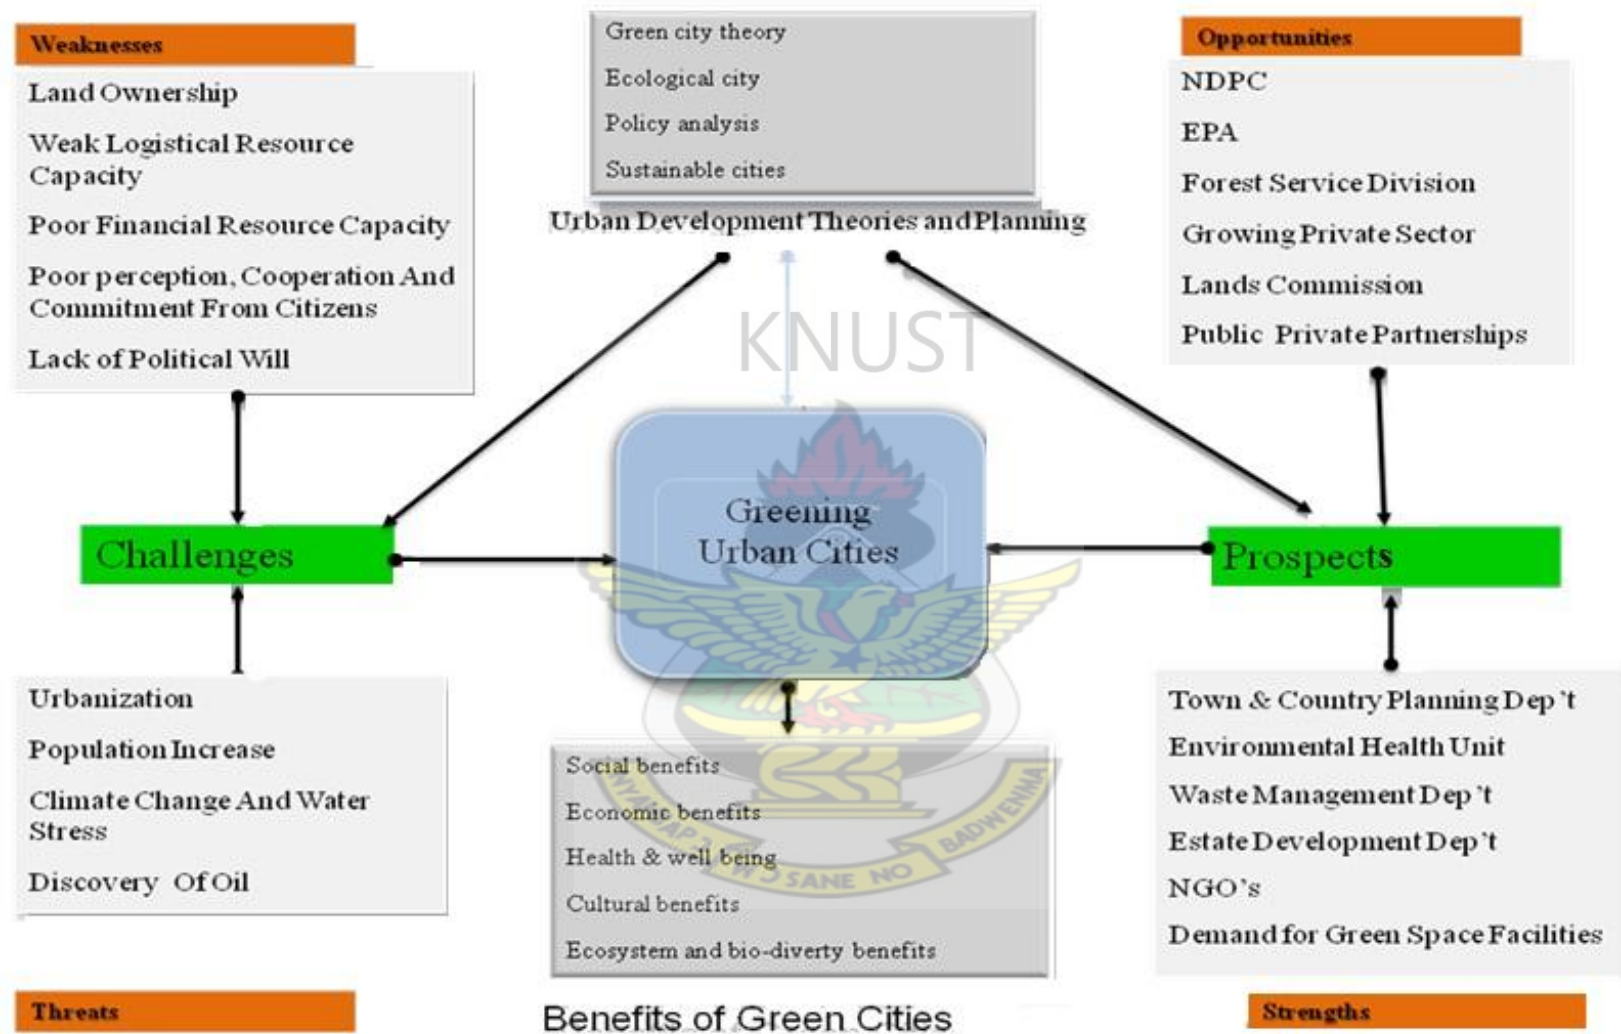 Weaknesses
Land Ownership
Weak Logistical Resource
Capacity
Poor Financial Resource Capacity
Poor perception, Cooperation And
Commitment From Citizens
Lack of Political Will
Green city theory
Ecological city
Policy analysis
Sustainable cities
Urban Development Theories and Planning
Opportunities
NDPC
EPA
Forest Service Division
Growing Private Sector
Lands Commission
Public Private Partnerships
KNUST
Challenges
Greening
Urban Cities
Prospects
Urbanization
Population Increase
Climate Change And Water
Stress
Discovery Of Oil
Threats
Social benefits
Economic benefits
Health & well being
Cultural benefits
Ecosystem and bio-diverty benefits
SANE NO
BADWENMA
Benefits of Green Cities
Town & Country Planning Dep't
Environmental Health Unit
Waste Management Dep't
Estate Development Dep't
NGO's
Demand for Green Space Facilities
Strengths